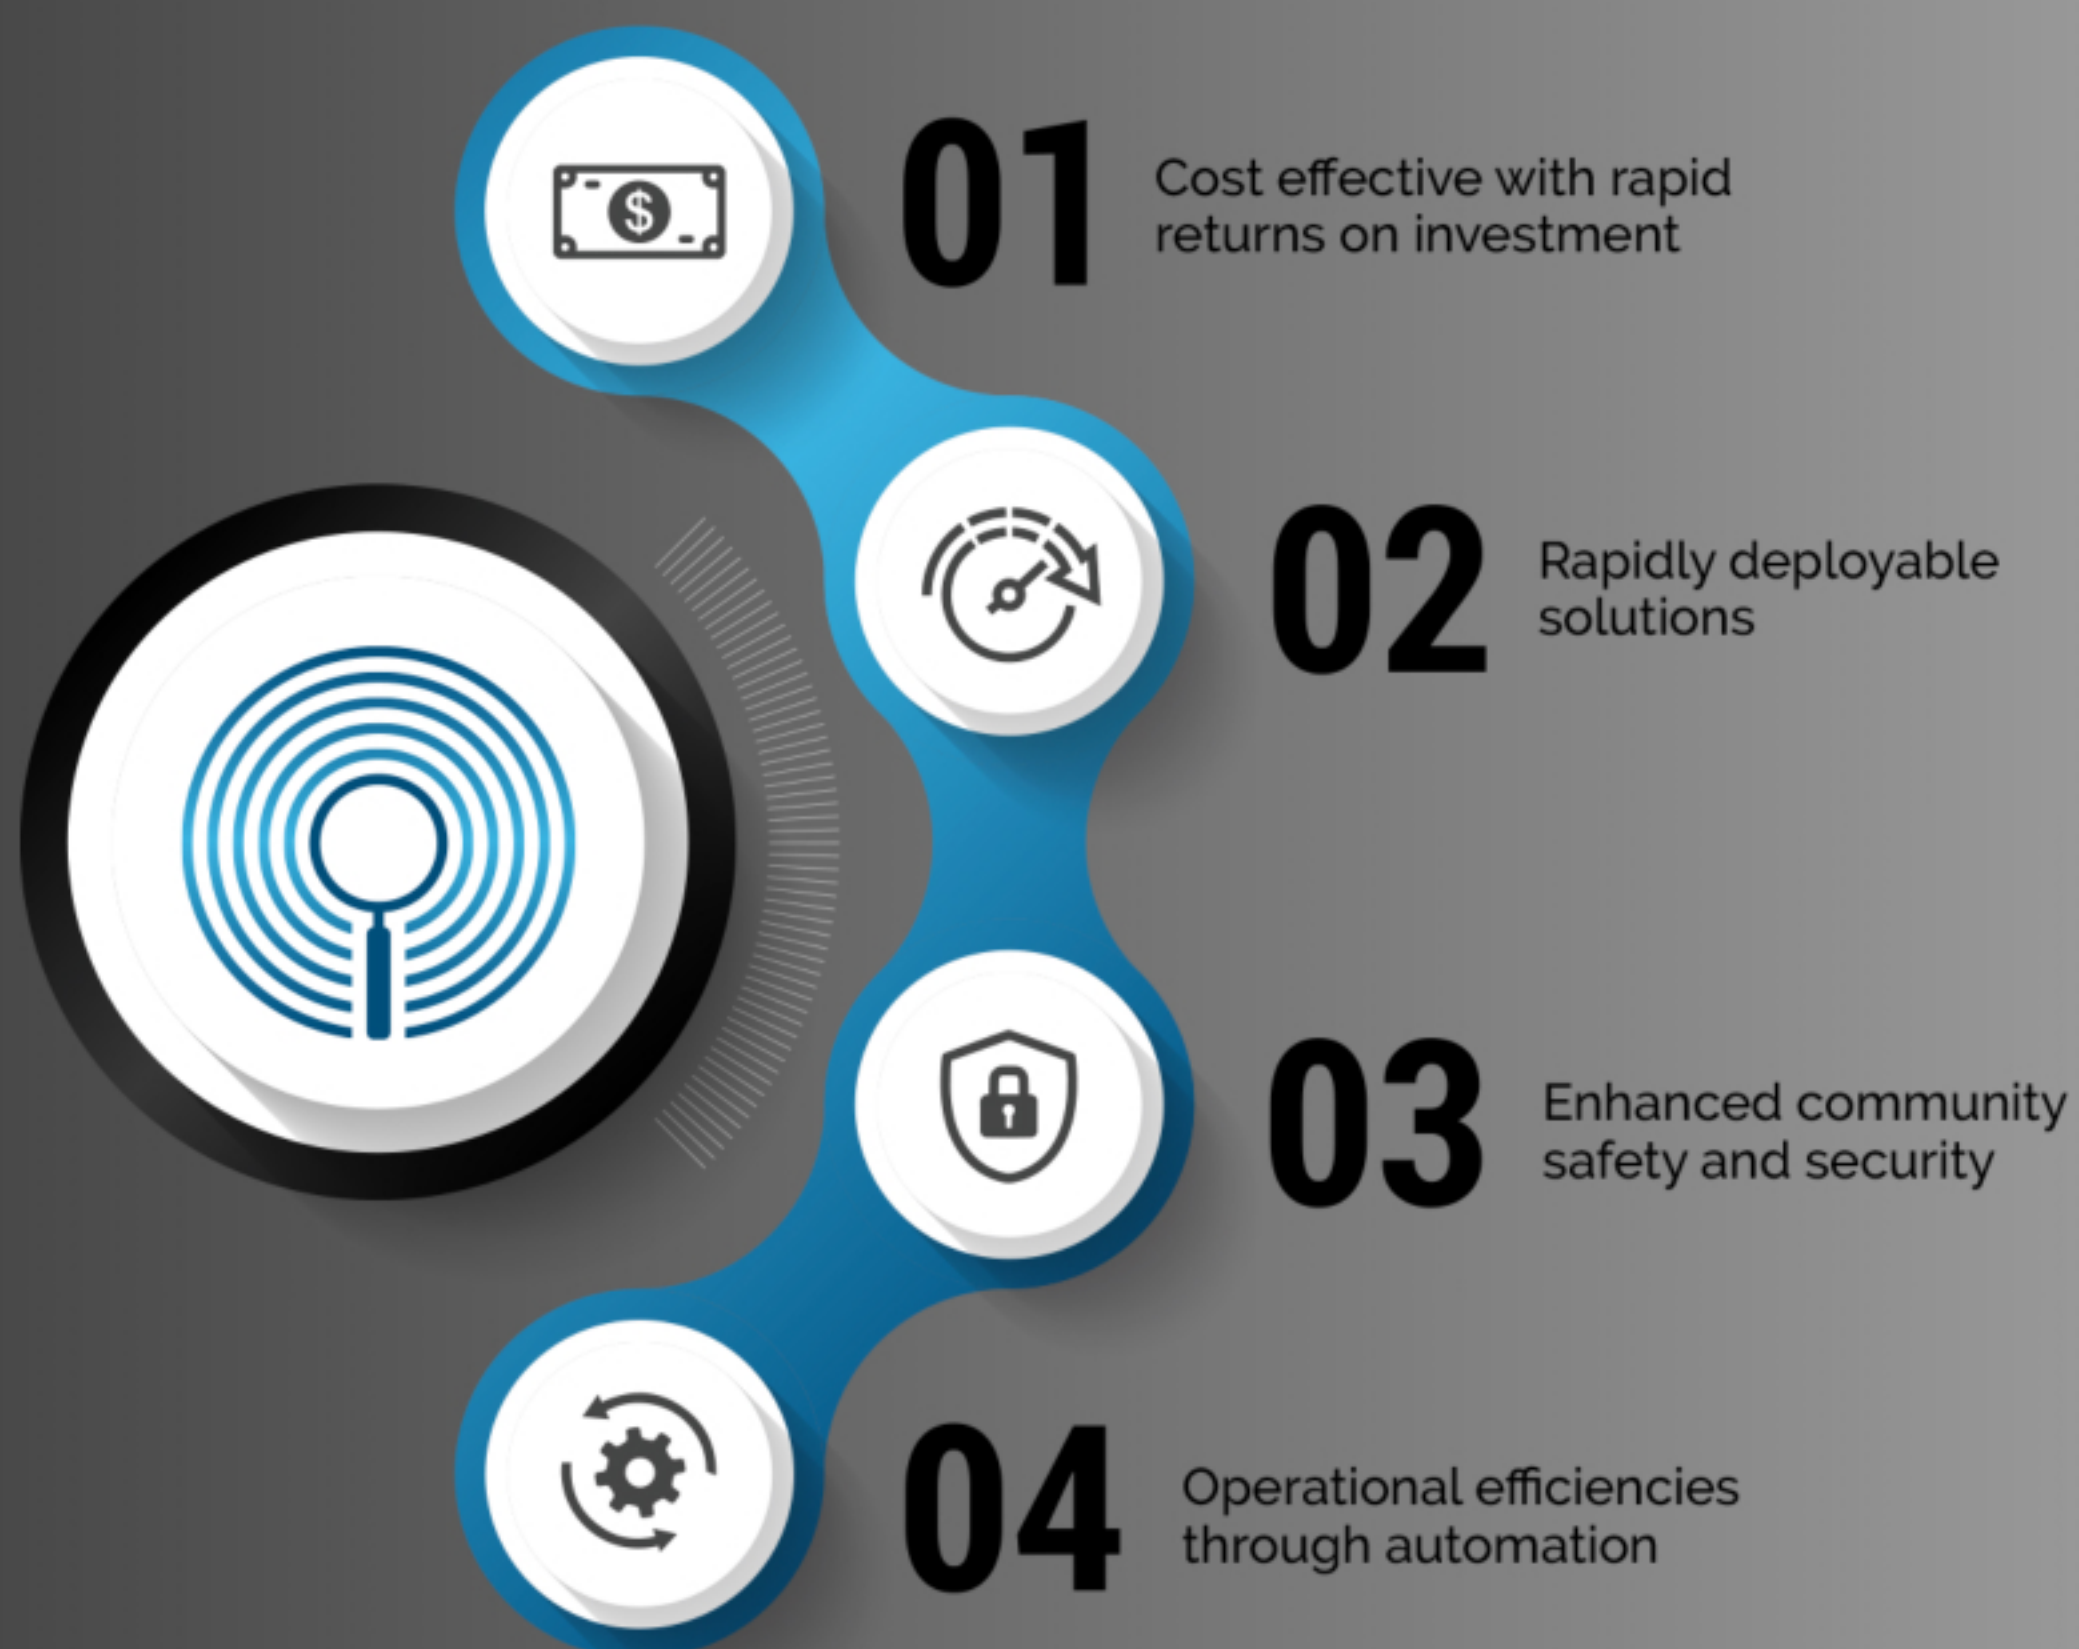 01
Cost effective with rapid
returns on investment
02
Rapidly deployable
solutions
03
Enhanced community
safety and security
04
Operational efficiencies
through automation